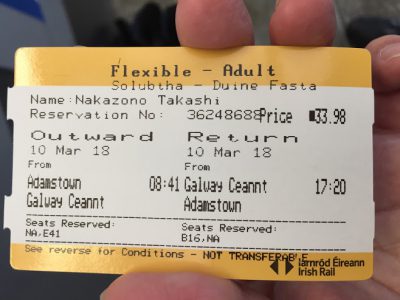 Flexible - Adult
Solubtha - Duine Fasta
Name: Nakazono Takashi
Reservation No: 36248688 Price ■33.98
Outward Return
10 Mar 18 10 Mar 18
From From
Adamstown 08:41 Galway Ceannt 17:20
Galway Ceannt Adamstown
Seats Reserved: Seats Reserved:
NA,E41 B16,NA
See reverse for Conditions - NOT TRANSFERABLE
Iarnród Éireann
Irish Rail